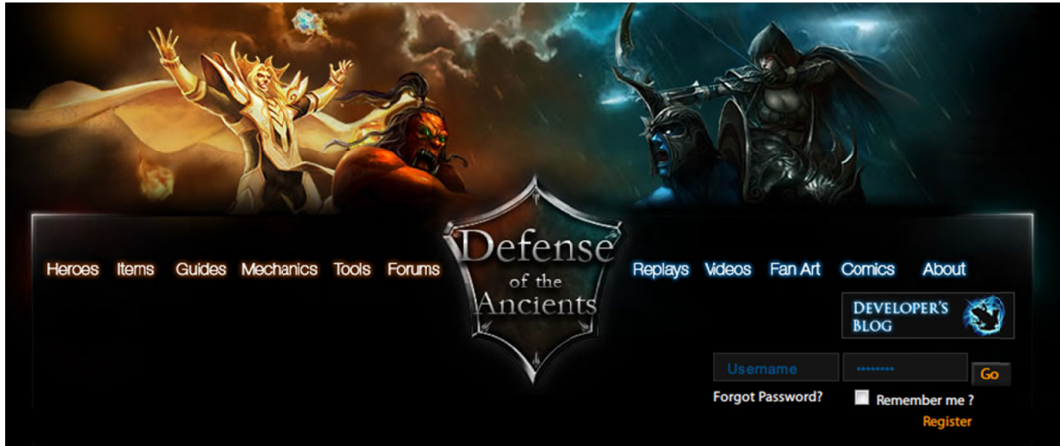 Heroes Items Guides Mechanics Tools Forums
Defense
of the
Ancients
Replays Videos Fan Art Comics About
DEVELOPER'S
BLOG
Username ········ Go
Forgot Password? Remember me ?
Register